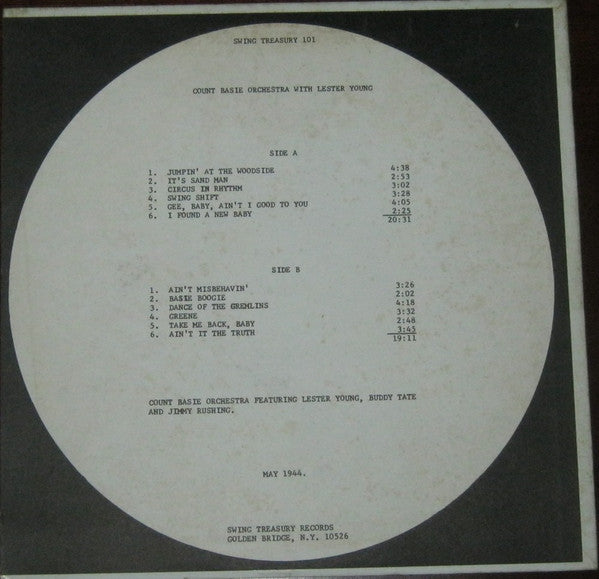 SWING TREASURY 101
COUNT BASIE ORCHESTRA WITH LESTER YOUNG
SIDE A
1. JUMPIN' AT THE WOODSIDE 4:38
2. IT'S SAND MAN 2:53
3. CIRCUS IN RHYTHM 3:02
4. SWING SHIFT 3:28
5. GEE, BABY, AIN'T I GOOD TO YOU 4:05
6. I FOUND A NEW BABY 2:25
20:31
SIDE B
1. AIN'T MISBEHAVIN' 3:26
2. BASIE BOOGIE 2:02
3. DANCE OF THE GREMLINS 4:18
4. GREENE 3:32
5. TAKE ME BACK, BABY 2:48
6. AIN'T IT THE TRUTH 3:45
19:11
COUNT BASIE ORCHESTRA FEATURING LESTER YOUNG, BUDDY TATE
AND JIMMY RUSHING.
MAY 1944.
SWING TREASURY RECORDS
GOLDEN BRIDGE, N.Y. 10526